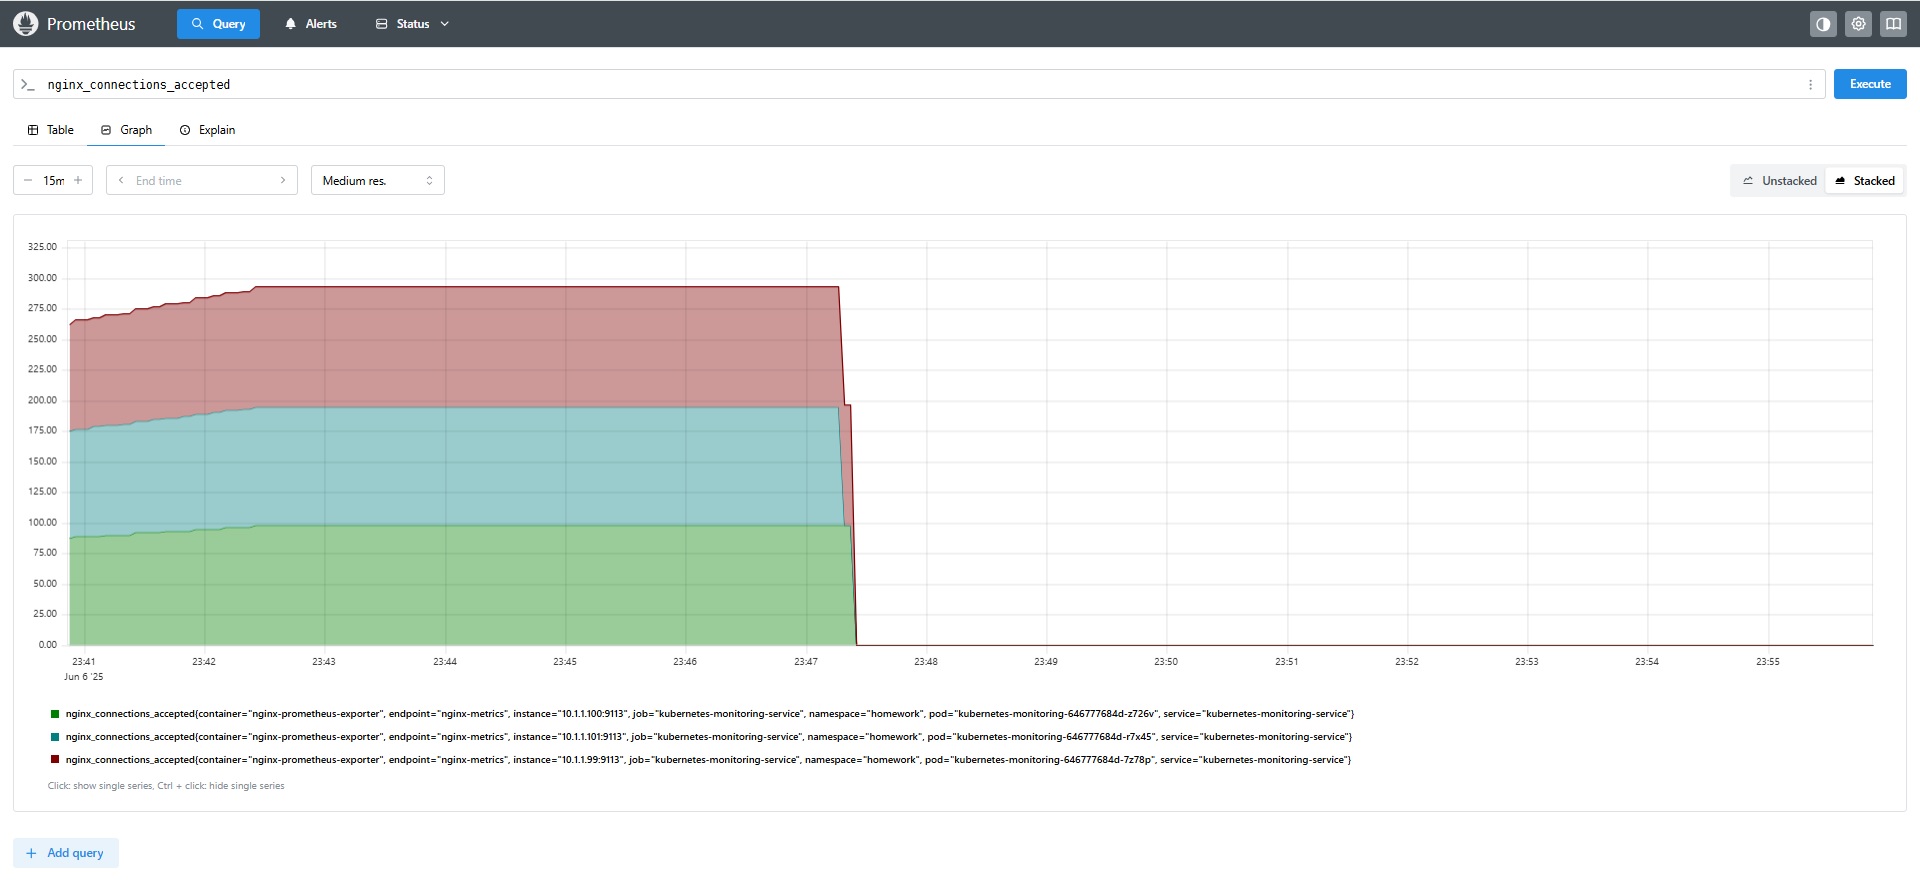 Prometheus Query Alerts Status
nginx_connections_accepted
Execute
Table Graph Explain
15m End time Medium res. Unstacked Stacked
325.00
300.00
275.00
250.00
225.00
200.00
175.00
150.00
125.00
100.00
75.00
50.00
25.00
0.00
23:41 23:42 23:43 23:44 23:45 23:46 23:47 23:48 23:49 23:50 23:51 23:52 23:53 23:54 23:55
Jun 6 '25
nginx_connections_accepted{container="nginx-prometheus-exporter", endpoint="nginx-metrics", instance="10.1.1.100:9113", job="kubernetes-monitoring-service", namespace="homework", pod="kubernetes-monitoring-646777684d-z726v", service="kubernetes-monitoring-service"}
nginx_connections_accepted{container="nginx-prometheus-exporter", endpoint="nginx-metrics", instance="10.1.1.101:9113", job="kubernetes-monitoring-service", namespace="homework", pod="kubernetes-monitoring-646777684d-r7x45", service="kubernetes-monitoring-service"}
nginx_connections_accepted{container="nginx-prometheus-exporter", endpoint="nginx-metrics", instance="10.1.1.99:9113", job="kubernetes-monitoring-service", namespace="homework", pod="kubernetes-monitoring-646777684d-7z78p", service="kubernetes-monitoring-service"}
Click: show single series, Ctrl + click: hide single series
Add query